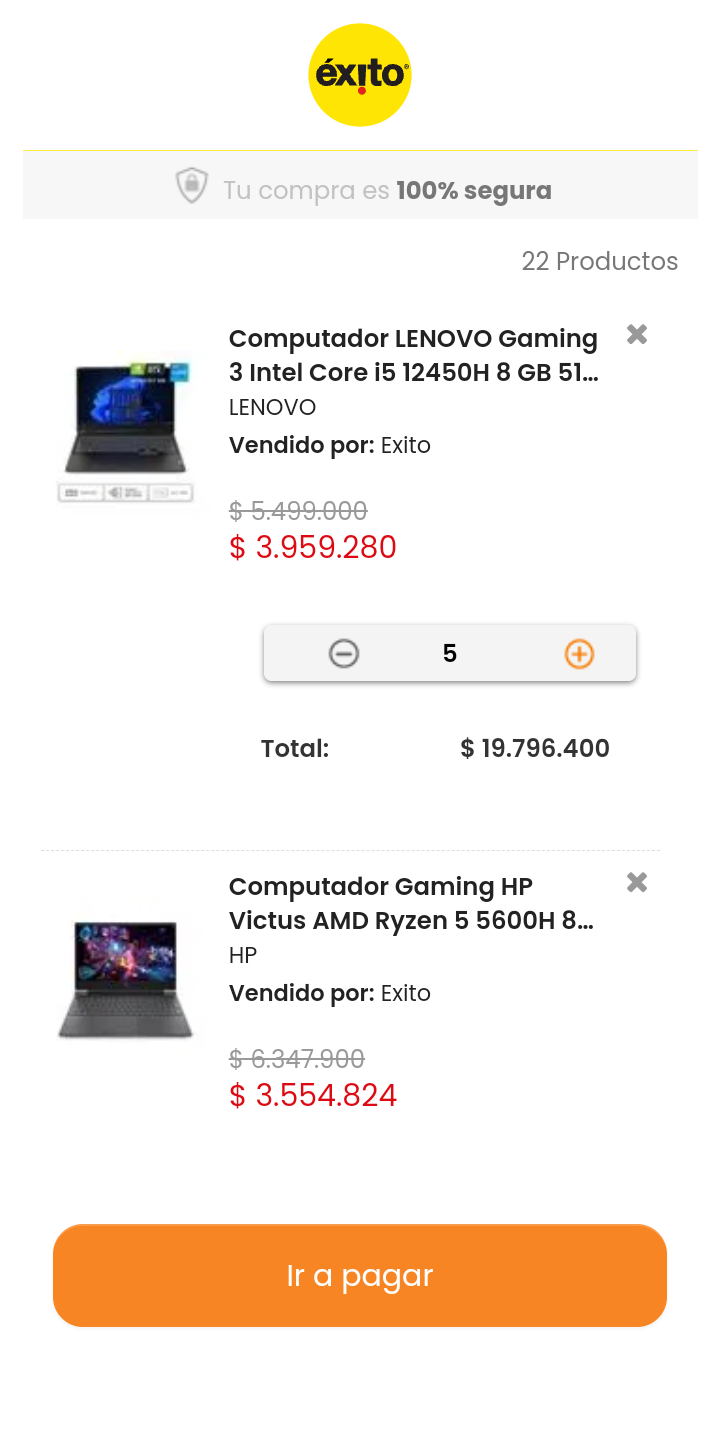 éxito
Tu compra es 100% segura
22 Productos
Computador LENOVO Gaming
3 Intel Core i5 12450H 8 GB 51...
LENOVO
Vendido por: Exito
$ 5.499.000
$ 3.959.280
5
Total: $ 19.796.400
Computador Gaming HP
Victus AMD Ryzen 5 5600H 8...
HP
Vendido por: Exito
$ 6.347.900
$ 3.554.824
Ir a pagar